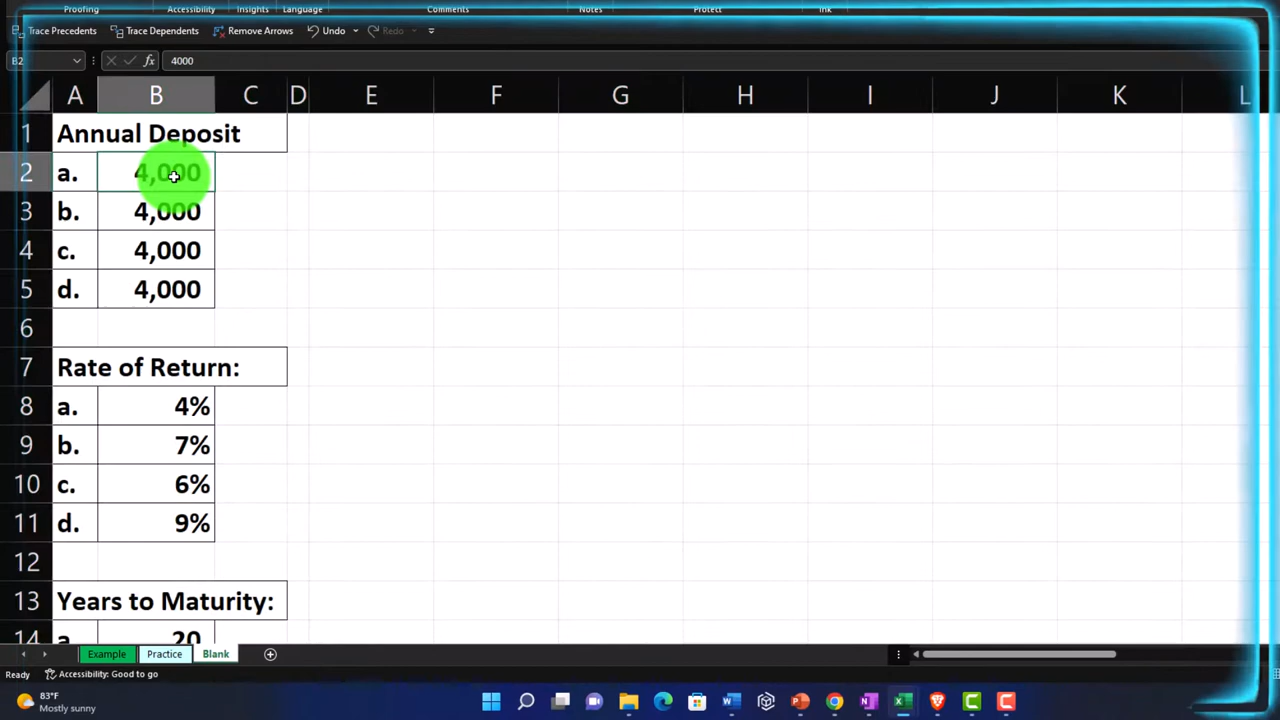 Proofing Accessibility Insights Language Comments Notes Protect Ink
Trace Precedents Trace Dependents Remove Arrows Undo Redo
B2 fx 4000
A B C D E F G H I J K L
1 Annual Deposit
2 a. 4,000
3 b. 4,000
4 c. 4,000
5 d. 4,000
6
7 Rate of Return:
8 a. 4%
9 b. 7%
10 c. 6%
11 d. 9%
12
13 Years to Maturity:
14 a. 20
Example Practice Blank
Ready Accessibility: Good to go
83°F
Mostly sunny